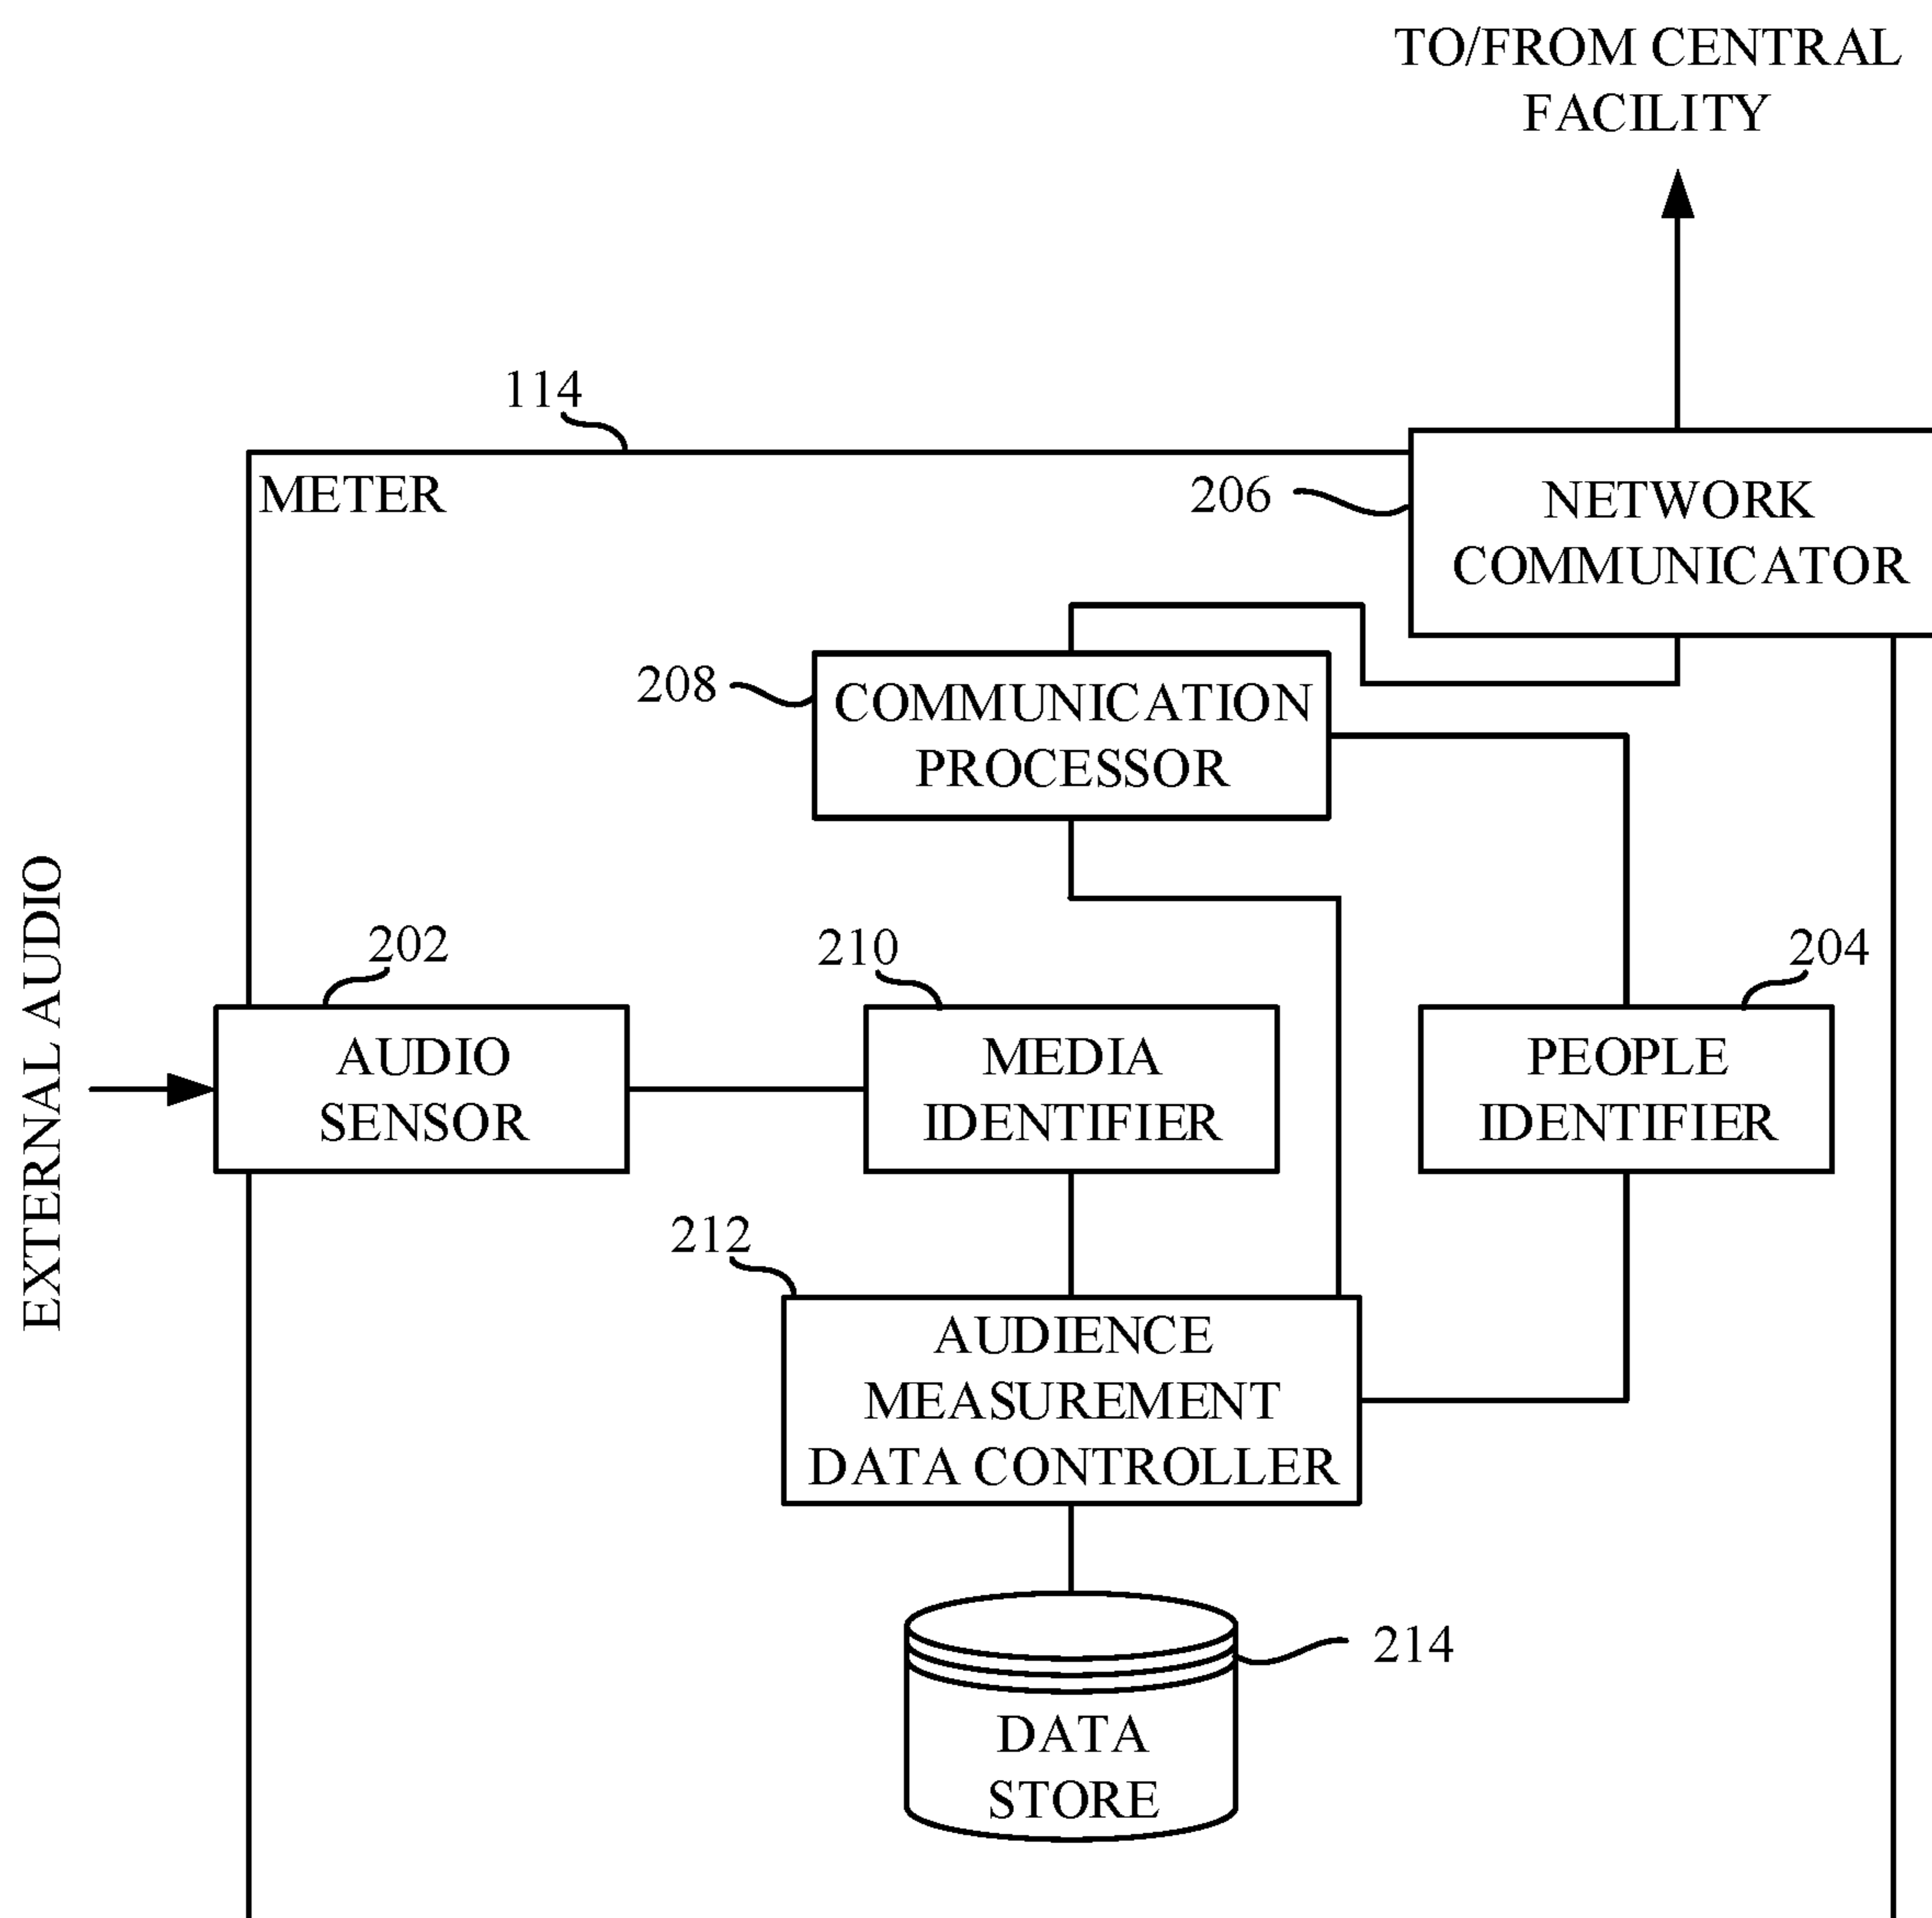 TO/FROM CENTRAL
FACILITY
114
METER
206
NETWORK
COMMUNICATOR
208
COMMUNICATION
PROCESSOR
EXTERNAL AUDIO
202
AUDIO
SENSOR
210
MEDIA
IDENTIFIER
204
PEOPLE
IDENTIFIER
212
AUDIENCE
MEASUREMENT
DATA CONTROLLER
214
DATA
STORE